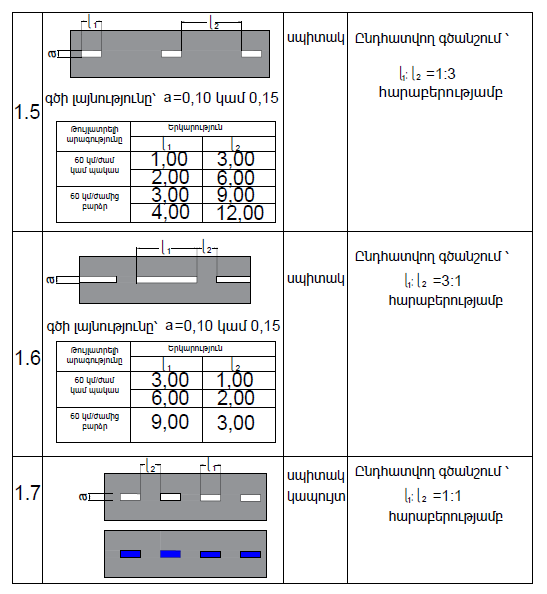 1.5
l₁
l₂
a
գծի լայնությունը՝ a=0,10 կամ 0,15
Թույլատրելի արագությունը
Երկարություն
l₁
l₂
60 կմ/ժամ կամ պակաս
1,00
3,00
2,00
6,00
60 կմ/ժամից բարձր
3,00
9,00
4,00
12,00
սպիտակ
Ընդհատվող գծանշում ՝
l₁: l₂ =1:3
հարաբերությամբ
1.6
l₁
l₂
a
գծի լայնությունը՝ a=0,10 կամ 0,15
Թույլատրելի արագությունը
Երկարություն
l₁
l₂
60 կմ/ժամ կամ պակաս
3,00
1,00
6,00
2,00
60 կմ/ժամից բարձր
9,00
3,00
սպիտակ
Ընդհատվող գծանշում ՝
l₁: l₂ =3:1
հարաբերությամբ
1.7
l₂
l₁
a
սպիտակ
կապույտ
Ընդհատվող գծանշում ՝
l₁: l₂ =1:1
հարաբերությամբ